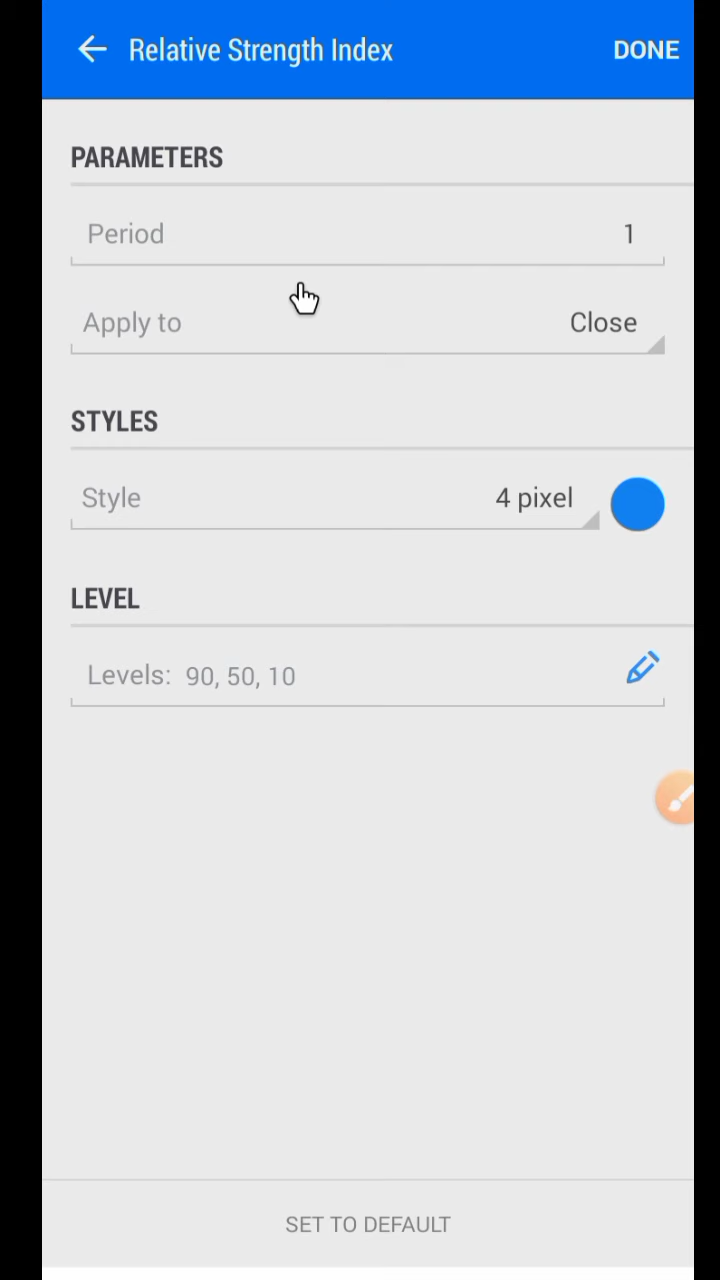 Relative Strength Index DONE
PARAMETERS
Period 1
Apply to Close
STYLES
Style 4 pixel
LEVEL
Levels: 90, 50, 10
SET TO DEFAULT